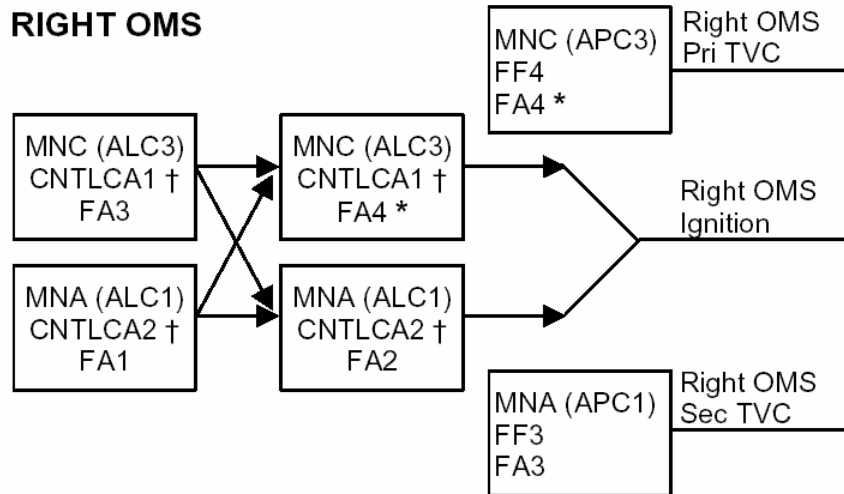 RIGHT OMS
MNC (APC3)
FF4
FA4 *
Right OMS
Pri TVC
MNC (ALC3)
CNTLCA1 †
FA3
MNC (ALC3)
CNTLCA1 †
FA4 *
Right OMS
Ignition
MNA (ALC1)
CNTLCA2 †
FA1
MNA (ALC1)
CNTLCA2 †
FA2
MNA (APC1)
FF3
FA3
Right OMS
Sec TVC